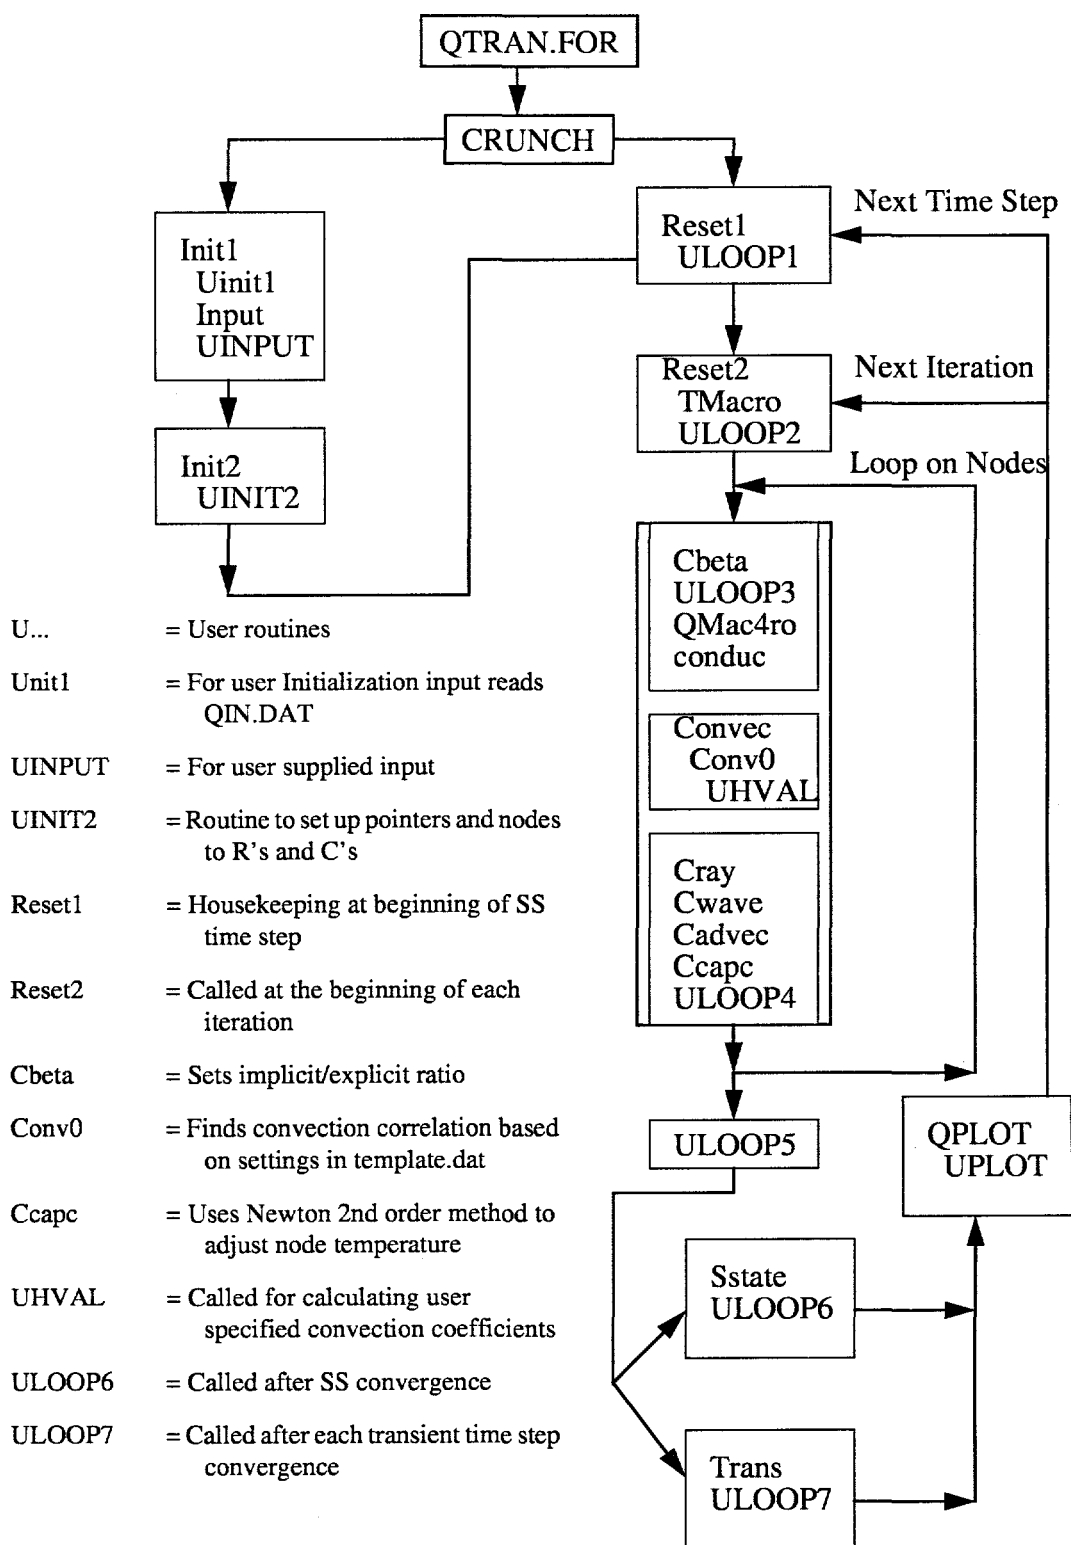 QTRAN.FOR
CRUNCH
Init1
Uinit1
Input
UINPUT
Init2
UINIT2
Reset1
ULOOP1
Next Time Step
Reset2
TMacro
ULOOP2
Next Iteration
Loop on Nodes
Cbeta
ULOOP3
QMac4ro
conduc
Convec
Conv0
UHVAL
Cray
Cwave
Cadvec
Ccapc
ULOOP4
ULOOP5
QPLOT
UPLOT
Sstate
ULOOP6
Trans
ULOOP7
U... = User routines
Unit1 = For user Initialization input reads
QIN.DAT
UINPUT = For user supplied input
UINIT2 = Routine to set up pointers and nodes
to R's and C's
Reset1 = Housekeeping at beginning of SS
time step
Reset2 = Called at the beginning of each
iteration
Cbeta = Sets implicit/explicit ratio
Conv0 = Finds convection correlation based
on settings in template.dat
Ccapc = Uses Newton 2nd order method to
adjust node temperature
UHVAL = Called for calculating user
specified convection coefficients
ULOOP6 = Called after SS convergence
ULOOP7 = Called after each transient time step
convergence